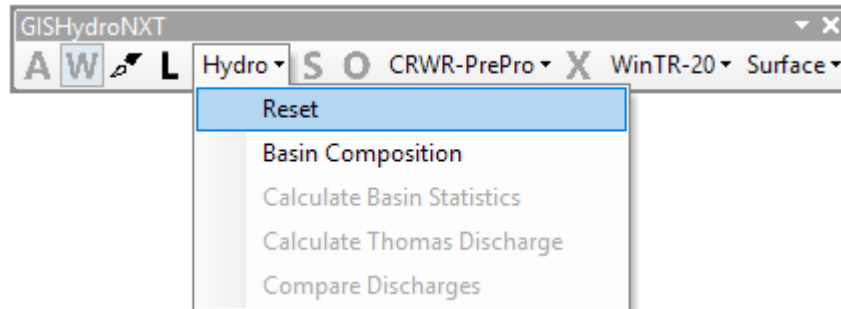 GISHydroNXT
A W L Hydro S O CRWR-PrePro X WinTR-20 Surface
Reset
Basin Composition
Calculate Basin Statistics
Calculate Thomas Discharge
Compare Discharges